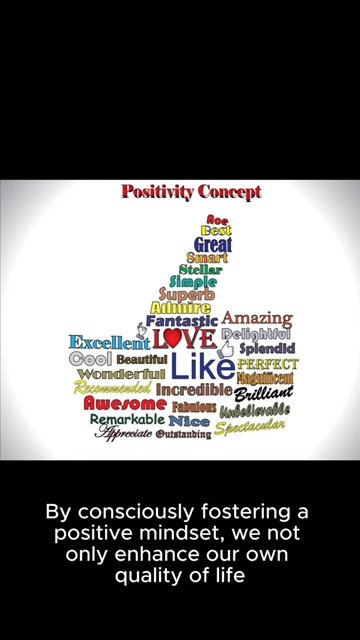 Positivity Concept
Ace
Best
Great
Smart
Stellar
Simple
Superb
Admire
Fantastic Amazing
Excellent LOVE Delightful
Splendid
Cool Beautiful Like PERFECT
Wonderful Magnificent
Recommended Incredible Brilliant
Awesome Fabulous Unbelievable
Remarkable Nice Spectacular
Appreciate Outstanding
By consciously fostering a
positive mindset, we not
only enhance our own
quality of life